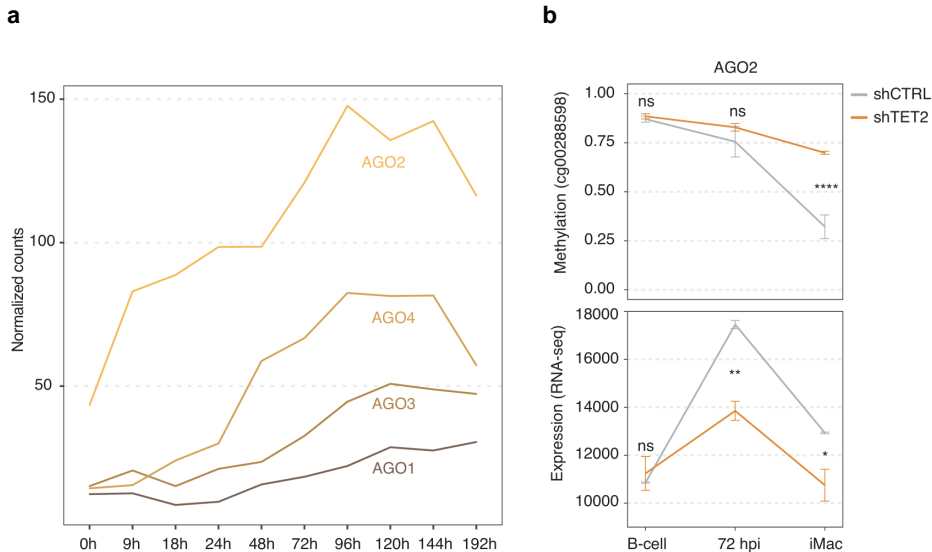 a
Normalized counts
150
100
50
AGO2
AGO4
AGO3
AGO1
0h 9h 18h 24h 48h 72h 96h 120h 144h 192h
b
AGO2
shCTRL
shTET2
Methylation (cg00288598)
1.00
0.75
0.50
0.25
0.00
ns
ns
****
Expression (RNA-seq)
18000
16000
14000
12000
10000
ns
**
*
B-cell 72 hpi iMac